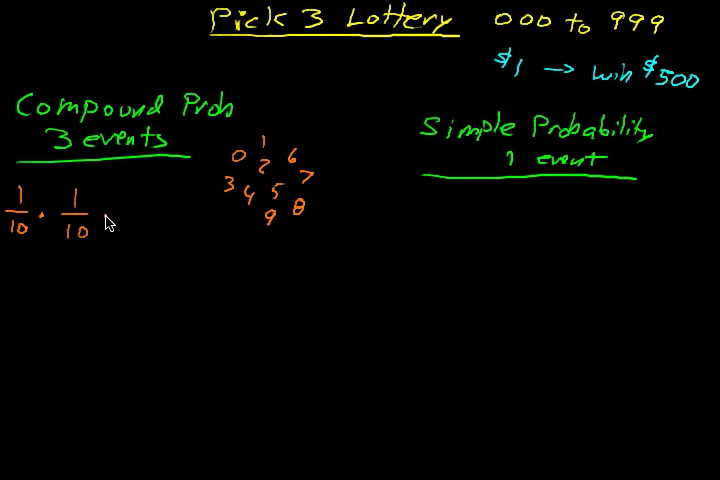 Pick 3 Lottery 000 to 999
$1 → win $500
Compound Prob
3 events
Simple Probability
1 event
0 1 6
2 7
3 4 5 8
9
1/10 · 1/10 ·